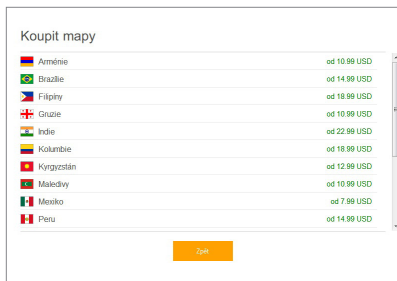 Koupit mapy
Arménie od 10.99 USD
Brazílie od 14.99 USD
Filipíny od 18.99 USD
Gruzie od 10.99 USD
Indie od 22.99 USD
Kolumbie od 18.99 USD
Kyrgyzstán od 12.99 USD
Maledivy od 10.99 USD
Mexiko od 7.99 USD
Peru od 14.99 USD
Zpět